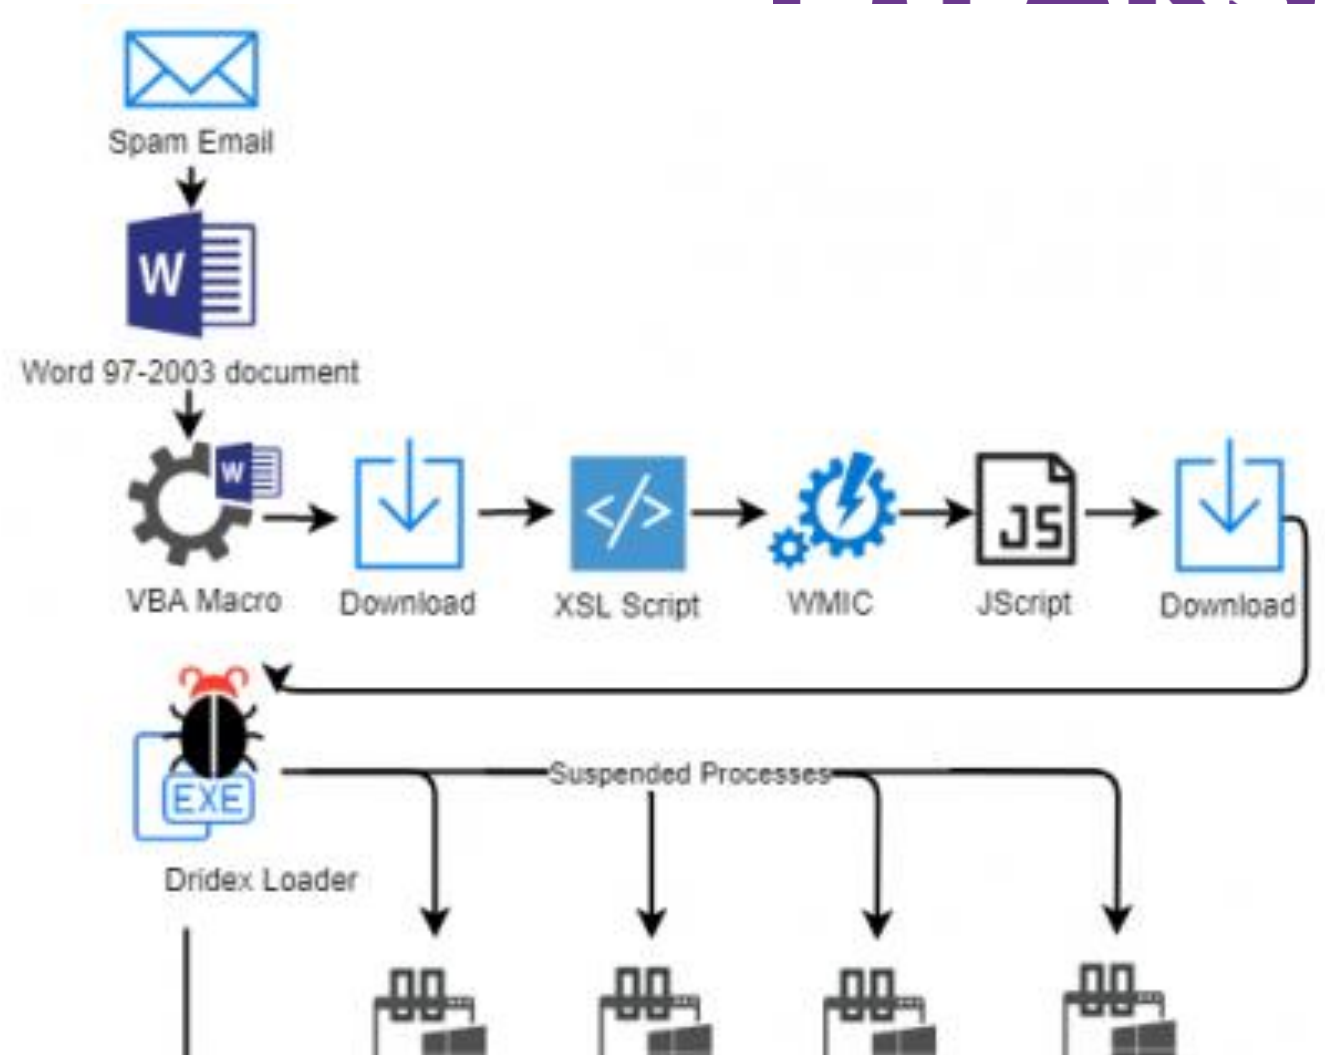 Spam Email
W
Word 97-2003 document
W
VBA Macro
Download
</>
XSL Script
WMIC
JS
JScript
Download
EXE
Suspended Processes
Dridex Loader